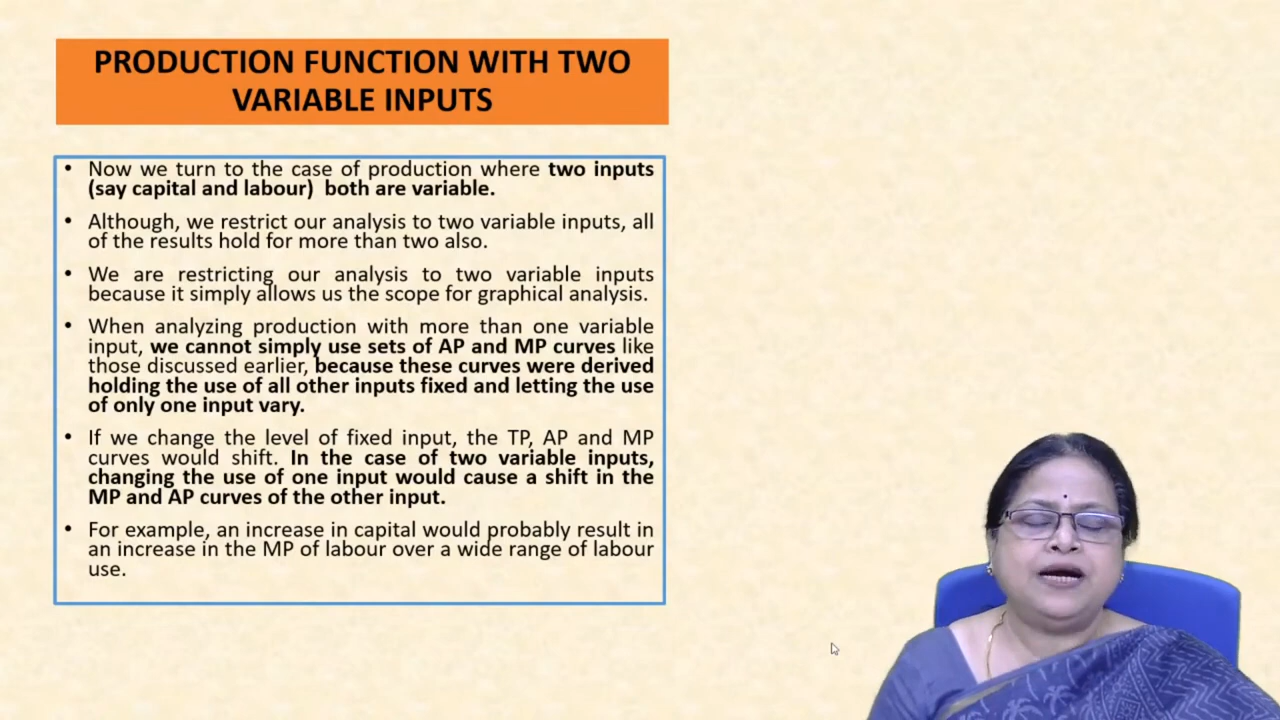 PRODUCTION FUNCTION WITH TWO
VARIABLE INPUTS
• Now we turn to the case of production where two inputs
(say capital and labour) both are variable.
• Although, we restrict our analysis to two variable inputs, all
of the results hold for more than two also.
• We are restricting our analysis to two variable inputs
because it simply allows us the scope for graphical analysis.
• When analyzing production with more than one variable
input, we cannot simply use sets of AP and MP curves like
those discussed earlier, because these curves were derived
holding the use of all other inputs fixed and letting the use
of only one input vary.
• If we change the level of fixed input, the TP, AP and MP
curves would shift. In the case of two variable inputs,
changing the use of one input would cause a shift in the
MP and AP curves of the other input.
• For example, an increase in capital would probably result in
an increase in the MP of labour over a wide range of labour
use.